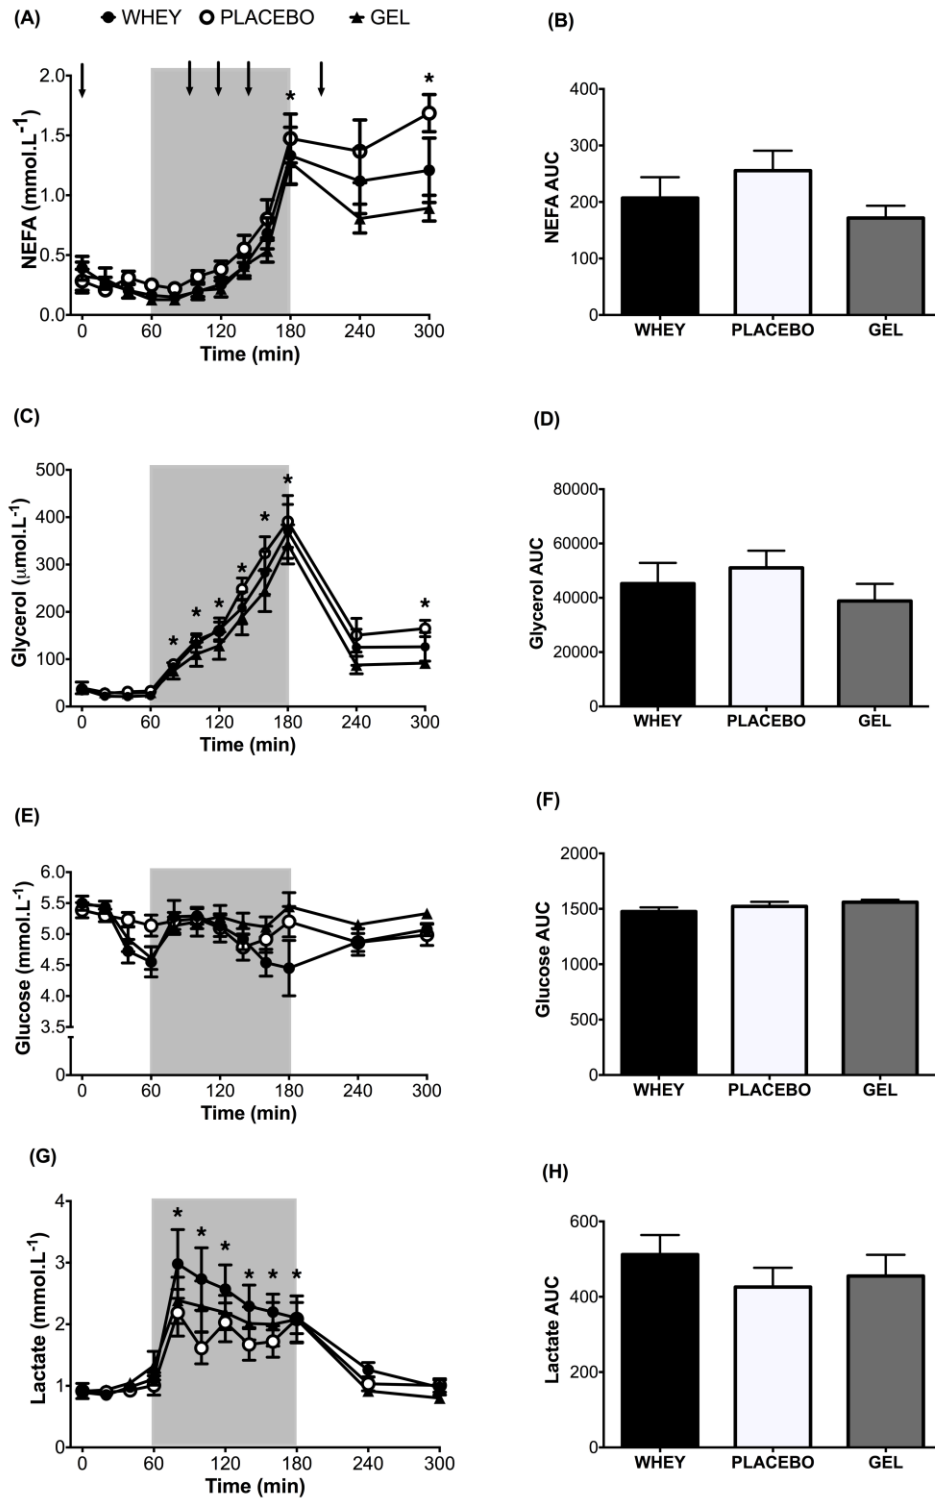 (A) WHEY PLACEBO GEL
NEFA (mmol.L-1)
2.0
1.5
1.0
0.5
0.0
* *
0 60 120 180 240 300
Time (min)
(B)
NEFA AUC
400
300
200
100
0
WHEY PLACEBO GEL
(C)
Glycerol (μmol.L-1)
500
400
300
200
100
0
* * * * * * *
0 60 120 180 240 300
Time (min)
(D)
Glycerol AUC
80000
60000
40000
20000
0
WHEY PLACEBO GEL
(E)
Glucose (mmol.L-1)
6.0
5.5
5.0
4.5
4.0
3.5
0
0 60 120 180 240 300
Time (min)
(F)
Glucose AUC
2000
1500
1000
500
0
WHEY PLACEBO GEL
(G)
Lactate (mmol.L-1)
4
3
2
1
0
* * * * * *
0 60 120 180 240 300
Time (min)
(H)
Lactate AUC
600
400
200
0
WHEY PLACEBO GEL